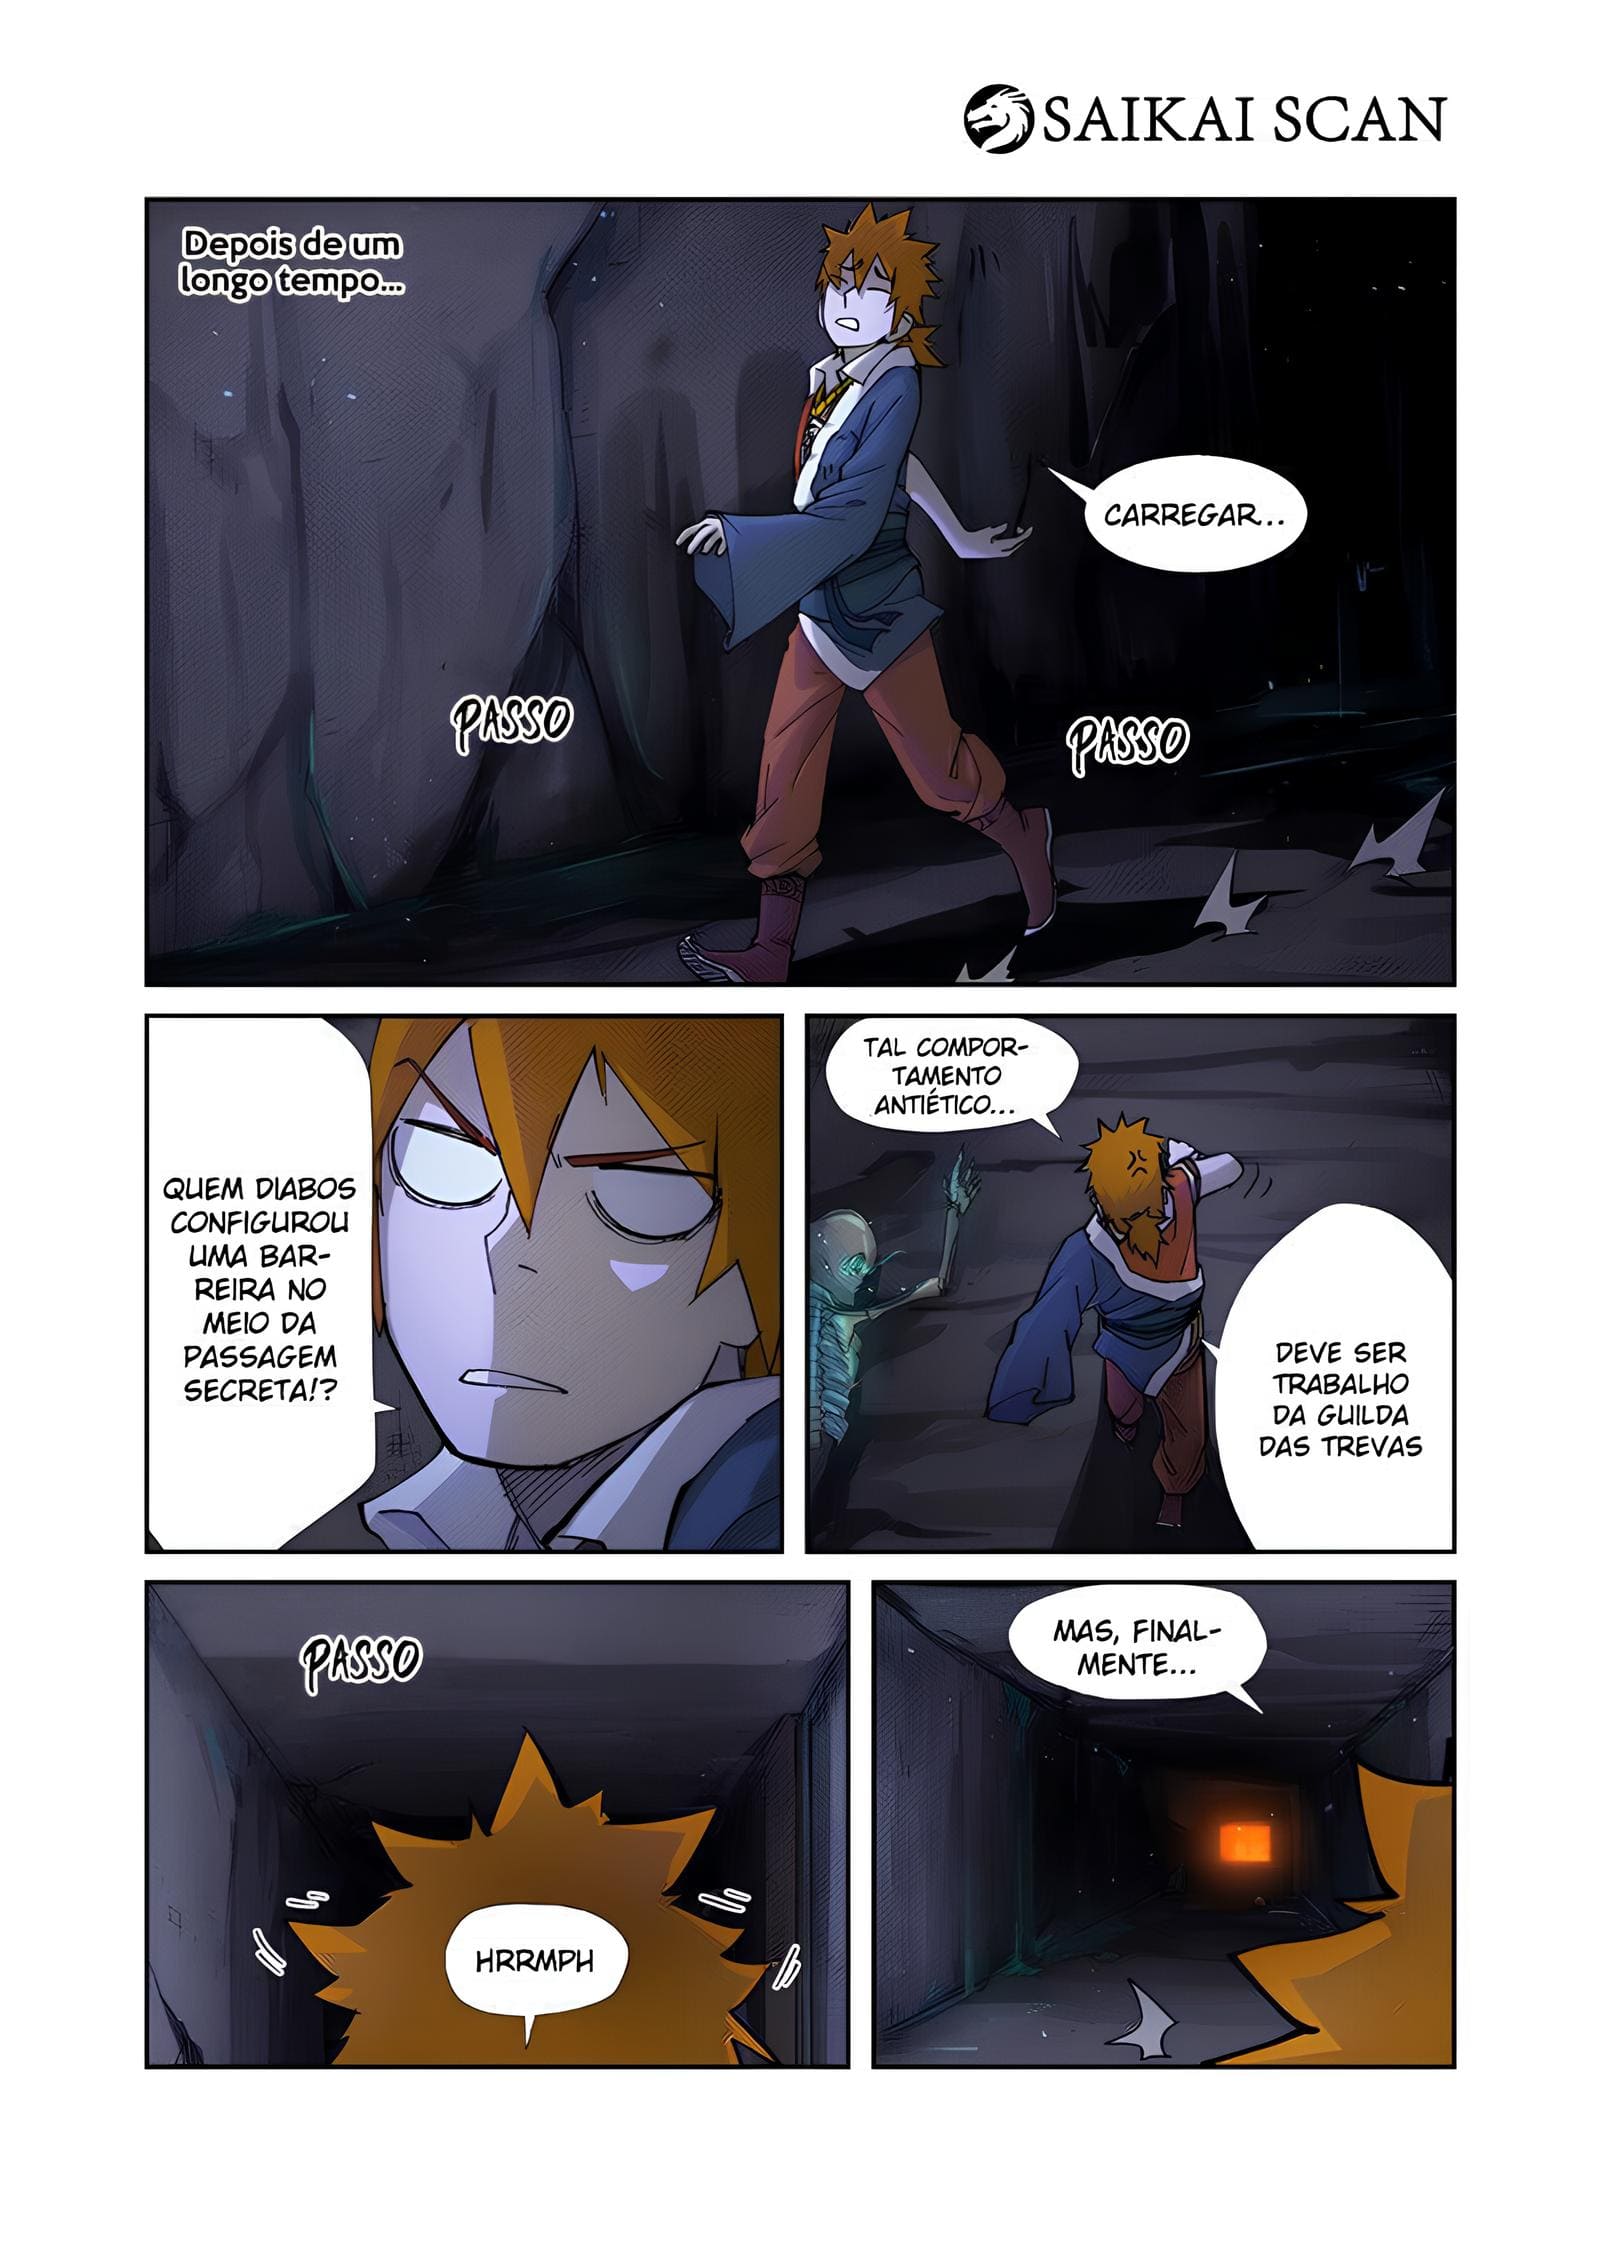 SAIKAI SCAN
Depois de um
longo tempo...
CARREGAR...
PASSO
PASSO
QUEM DIABOS
CONFIGUROU
UMA BAR-
REIRA NO
MEIO DA
PASSAGEM
SECRETA!?
TAL COMPOR-
TAMENTO
ANTIÉTICO...
DEVE SER
TRABALHO
DA GUILDA
DAS TREVAS
PASSO
HRRMPH
MAS, FINAL-
MENTE...